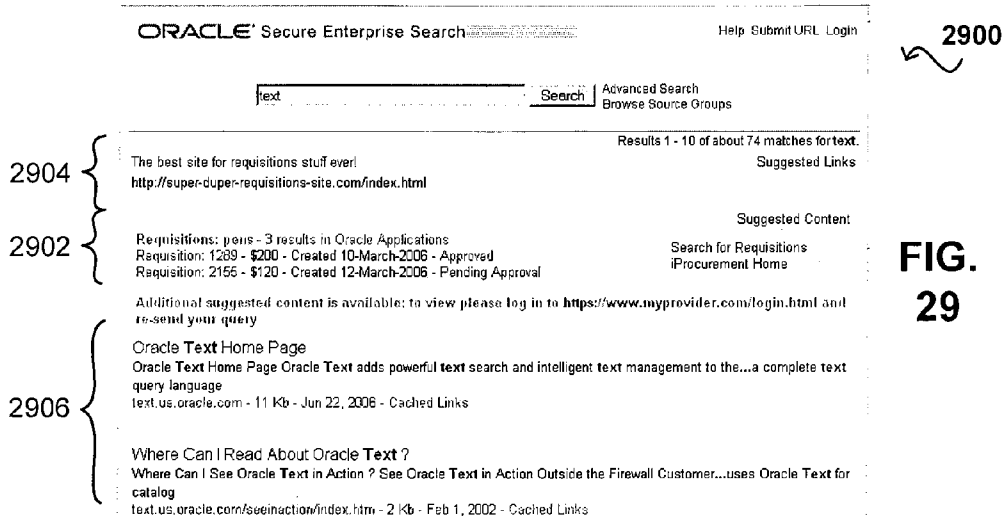 ORACLE Secure Enterprise Search
Help Submit URL Login
2900
text Search Advanced Search
Browse Source Groups
Results 1 - 10 of about 74 matches for text.
2904
The best site for requisitions stuff ever! Suggested Links
http://super-duper-requisitions-site.com/index.html
Suggested Content
2902
Requisitions: pens - 3 results in Oracle Applications
Requisition: 1289 - $200 - Created 10-March-2006 - Approved
Requisition: 2155 - $120 - Created 12-March-2006 - Pending Approval
Search for Requisitions
iProcurement Home
FIG.
29
Additional suggested content is available; to view please log in to https://www.myprovider.com/login.html and
re-send your query
2906
Oracle Text Home Page
Oracle Text Home Page Oracle Text adds powerful text search and intelligent text management to the...a complete text
query language
text.us.oracle.com - 11 Kb - Jun 22, 2006 - Cached Links
Where Can I Read About Oracle Text ?
Where Can I See Oracle Text in Action ? See Oracle Text in Action Outside the Firewall Customer...uses Oracle Text for
catalog
text.us.oracle.com/seeinaction/index.htm - 2 Kb - Feb 1, 2002 - Cached Links